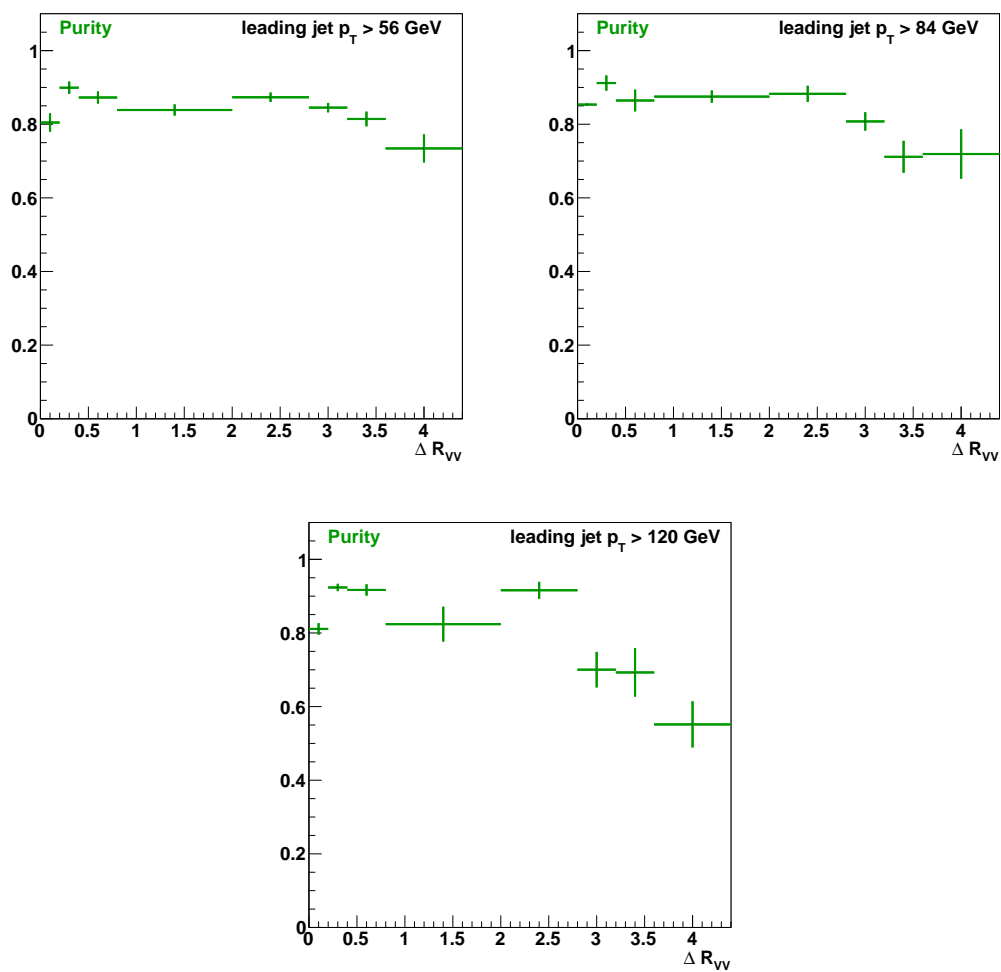 Purity leading jet p_T > 56 GeV
1
0.8
0.6
0.4
0.2
0
0 0.5 1 1.5 2 2.5 3 3.5 4
Δ R_VV
Purity leading jet p_T > 84 GeV
1
0.8
0.6
0.4
0.2
0
0 0.5 1 1.5 2 2.5 3 3.5 4
Δ R_VV
Purity leading jet p_T > 120 GeV
1
0.8
0.6
0.4
0.2
0
0 0.5 1 1.5 2 2.5 3 3.5 4
Δ R_VV